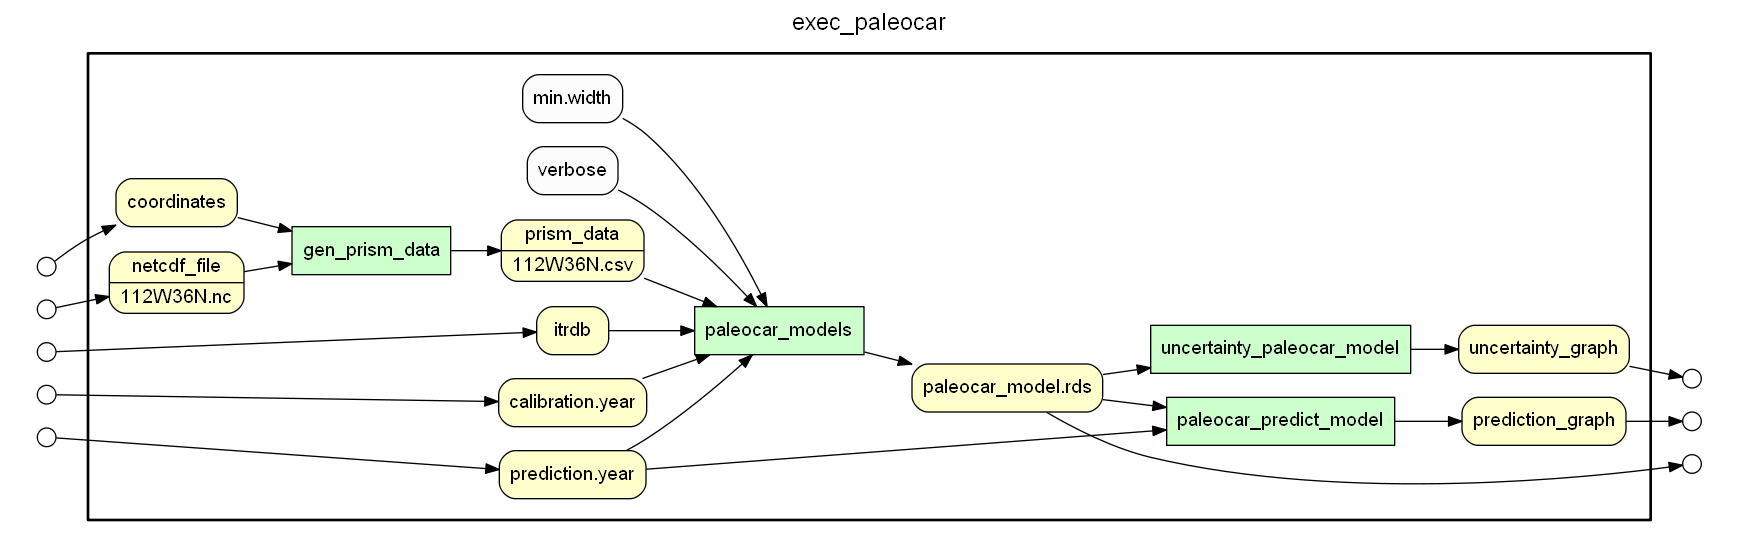 exec_paleocar
min.width
verbose
coordinates
netcdf_file
112W36N.nc
gen_prism_data
prism_data
112W36N.csv
itrdb
calibration.year
prediction.year
paleocar_models
paleocar_model.rds
uncertainty_paleocar_model
paleocar_predict_model
uncertainty_graph
prediction_graph